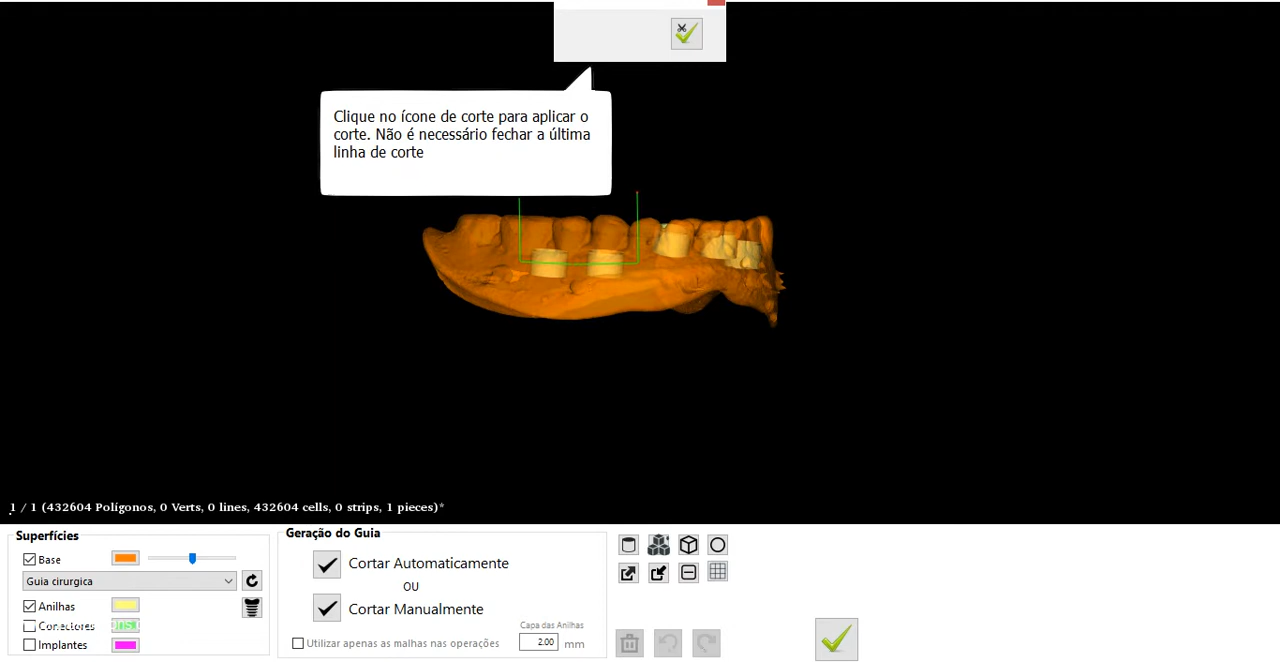 Clique no ícone de corte para aplicar o
corte. Não é necessário fechar a última
linha de corte
1 / 1 (432604 Polígonos, 0 Verts, 0 lines, 432604 cells, 0 strips, 1 pieces)*
Superfícies
Base
Guia cirurgica
Anilhas
Conectores
Implantes
Geração do Guia
Cortar Automaticamente
OU
Cortar Manualmente
Utilizar apenas as malhas nas operações
Capa das Anilhas
2.00 mm